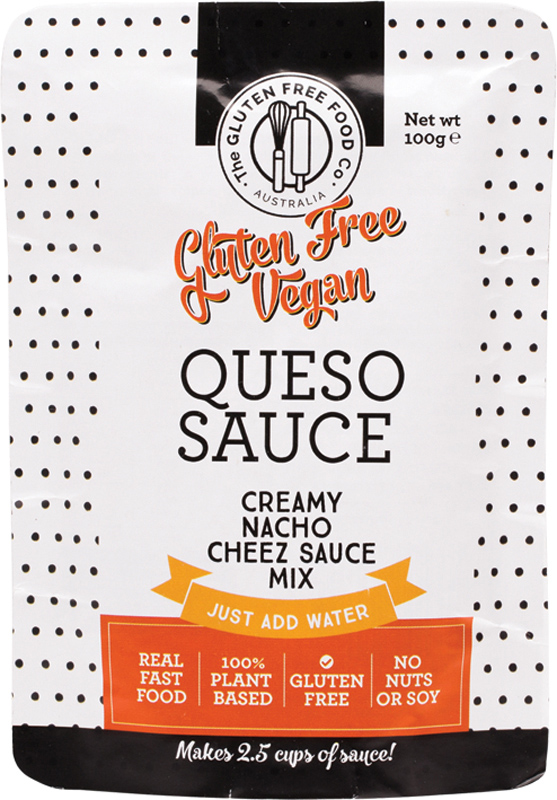 The GLUTEN FREE FOOD Co.
AUSTRALIA
Net wt
100g ℮
Gluten Free
Vegan
QUESO
SAUCE
CREAMY
NACHO
CHEEZ SAUCE
MIX
JUST ADD WATER
REAL
FAST
FOOD
100%
PLANT
BASED
GLUTEN
FREE
NO
NUTS
OR SOY
Makes 2.5 cups of sauce!